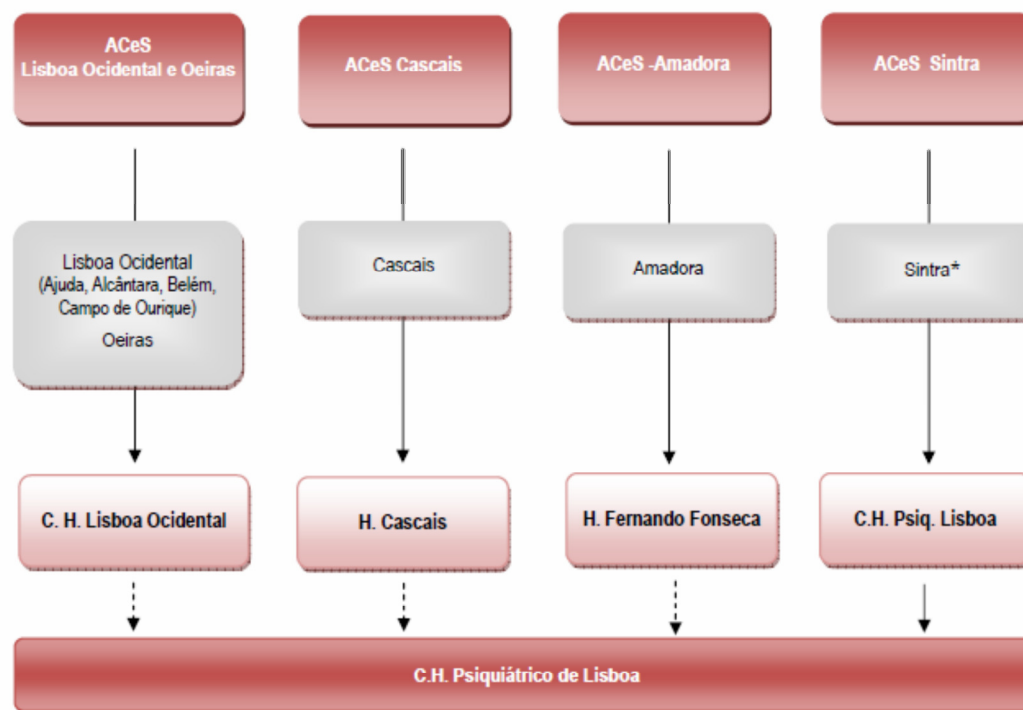 ACeS
Lisboa Ocidental e Oeiras
ACeS Cascais
ACeS -Amadora
ACeS Sintra
Lisboa Ocidental
(Ajuda, Alcântara, Belém,
Campo de Ourique)
Oeiras
Cascais
Amadora
Sintra*
C. H. Lisboa Ocidental
H. Cascais
H. Fernando Fonseca
C.H. Psiq. Lisboa
C.H. Psiquiátrico de Lisboa